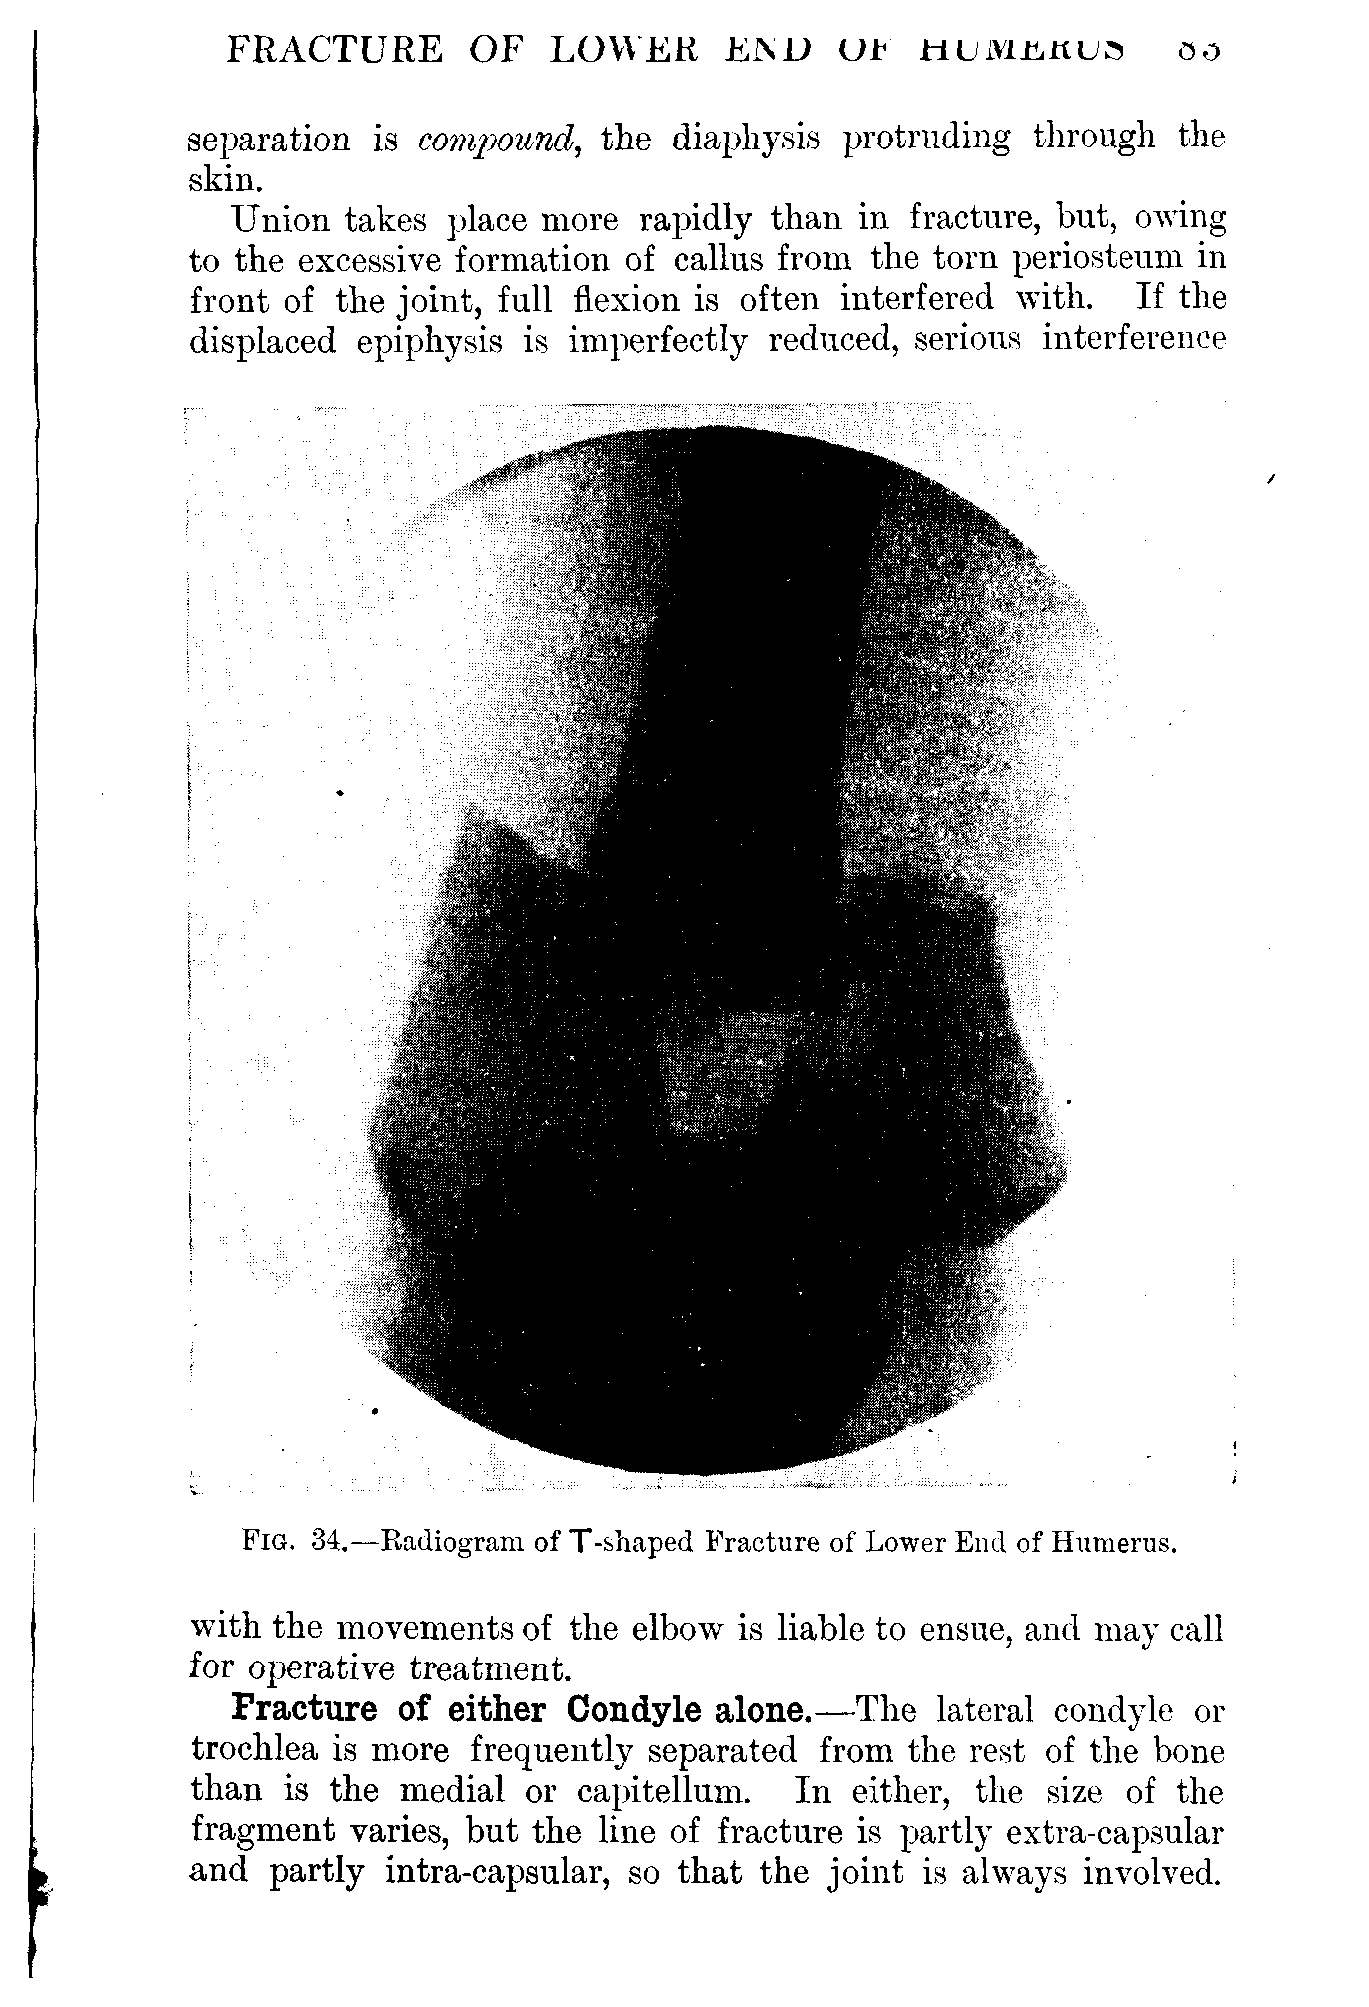 FRACTURE OF LOWER END OF HUMERUS
separation is compound, the diaphysis protruding through the
skin.
Union takes place more rapidly than in fracture, but, owing
to the excessive formation of callus from the torn periosteum in
front of the joint, full flexion is often interfered with. If the
displaced epiphysis is imperfectly reduced, serious interference
FIG. 34.—Radiogram of T-shaped Fracture of Lower End of Humerus.
with the movements of the elbow is liable to ensue, and may call
for operative treatment.
Fracture of either Condyle alone.—The lateral condyle or
trochlea is more frequently separated from the rest of the bone
than is the medial or capitellum. In either, the size of the
fragment varies, but the line of fracture is partly extra-capsular
and partly intra-capsular, so that the joint is always involved.